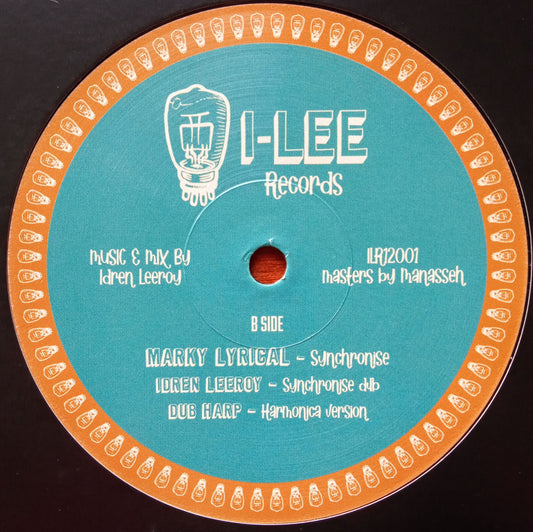 I-LEE
Records
music & mix by
Idren Leeroy
ILR12001
masters by manasseh
B SIDE
MARKY LYRICAL - Synchronise
IDREN LEEROY - Synchronise dub
DUB HARP - Harmonica version